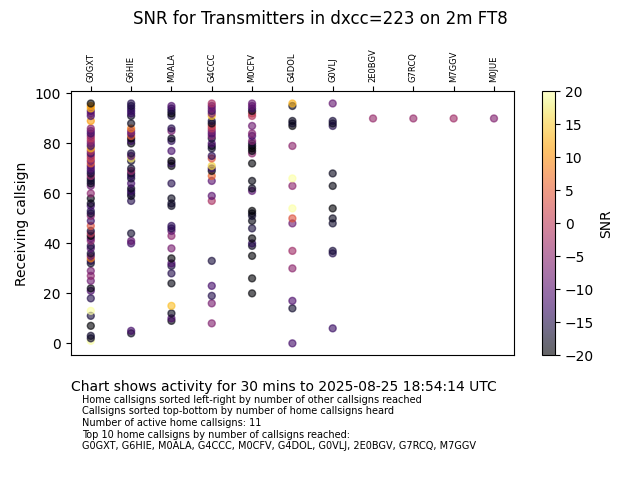 SNR for Transmitters in dxcc=223 on 2m FT8
G0GXT G6HIE M0ALA G4CCC M0CFV G4DOL G0VLJ 2E0BGV G7RCQ M7GGV M0JUE
100
80
60
40
20
0
Receiving callsign
20
15
10
5
0
−5
−10
−15
−20
SNR
Chart shows activity for 30 mins to 2025-08-25 18:54:14 UTC
Home callsigns sorted left-right by number of other callsigns reached
Callsigns sorted top-bottom by number of home callsigns heard
Number of active home callsigns: 11
Top 10 home callsigns by number of callsigns reached:
G0GXT, G6HIE, M0ALA, G4CCC, M0CFV, G4DOL, G0VLJ, 2E0BGV, G7RCQ, M7GGV